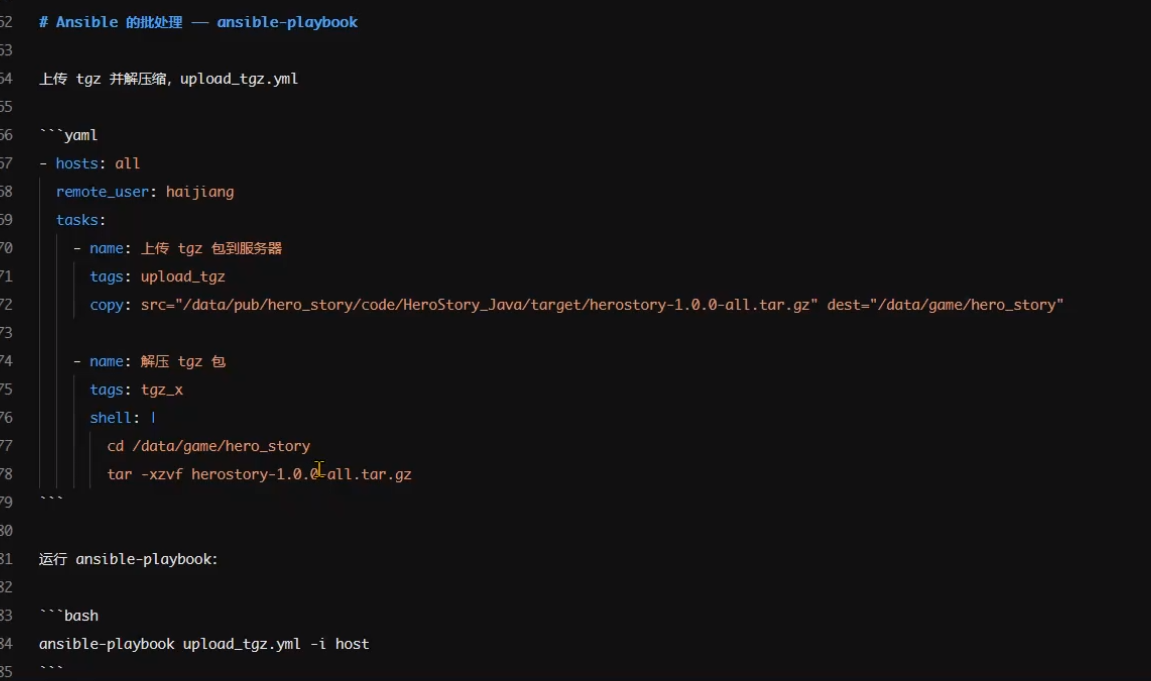 62 # Ansible 的批处理 —— ansible-playbook
63
64 上传 tgz 并解压缩，upload_tgz.yml
65
66 ```yaml
67 - hosts: all
68 remote_user: haijiang
69 tasks:
70 - name: 上传 tgz 包到服务器
71 tags: upload_tgz
72 copy: src="/data/pub/hero_story/code/HeroStory_Java/target/herostory-1.0.0-all.tar.gz" dest="/data/game/hero_story"
73
74 - name: 解压 tgz 包
75 tags: tgz_x
76 shell: |
77 cd /data/game/hero_story
78 tar -xzvf herostory-1.0.0-all.tar.gz
79 ```
80
81 运行 ansible-playbook:
82
83 ```bash
84 ansible-playbook upload_tgz.yml -i host
85 ```